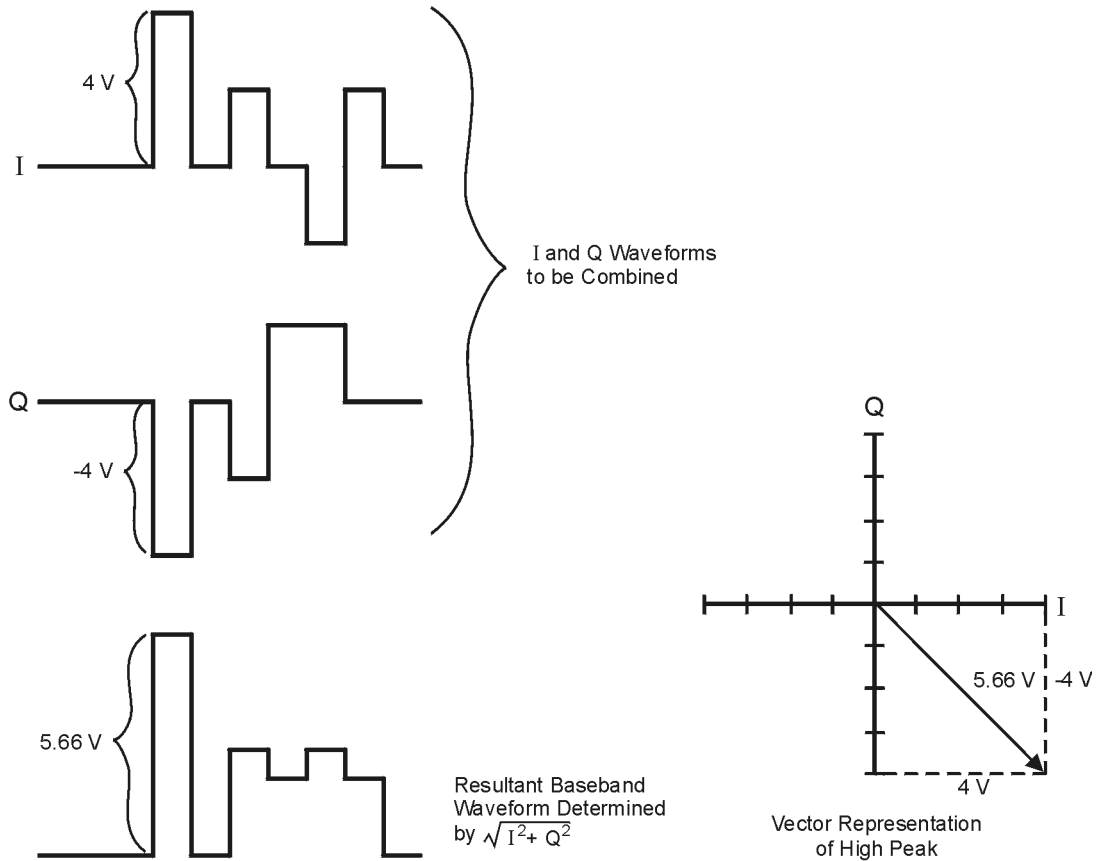 4 V
I
I and Q Waveforms
to be Combined
Q
-4 V
Q
I
5.66 V
-4 V
4 V
5.66 V
Resultant Baseband
Waveform Determined
by √I²+ Q²
Vector Representation
of High Peak